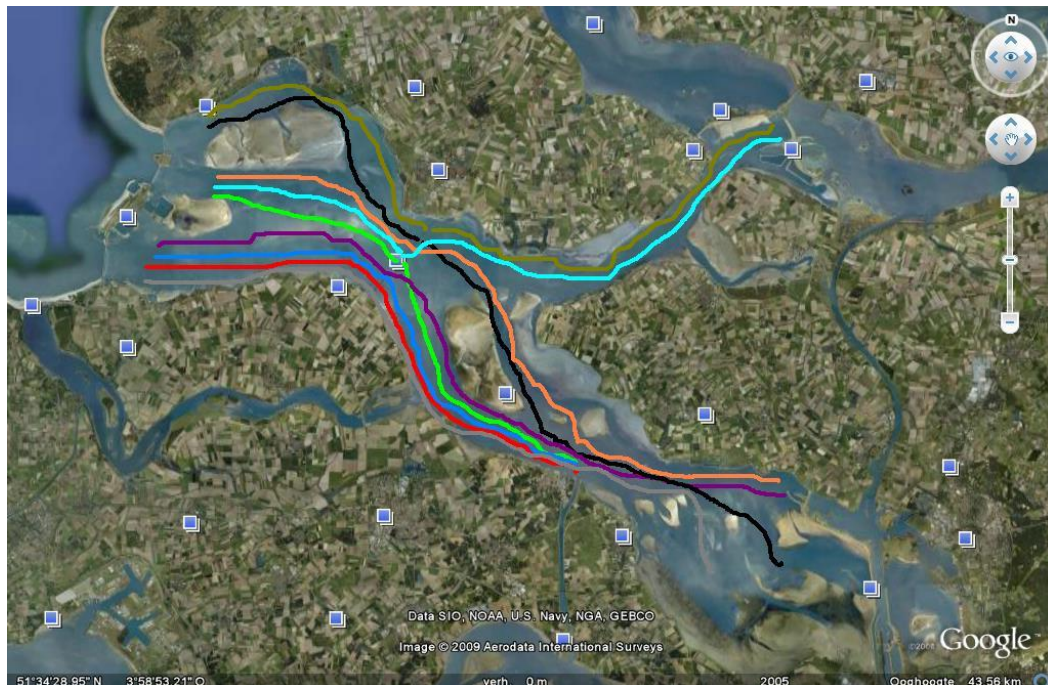 N
Data SIO, NOAA, U.S. Navy, NGA, GEBCO
Image © 2009 Aerodata International Surveys
©2008 Google™
51°34'28.95" N 3°58'53.21" O verh. 0 m 2005 Ooghoogte 43.56 km